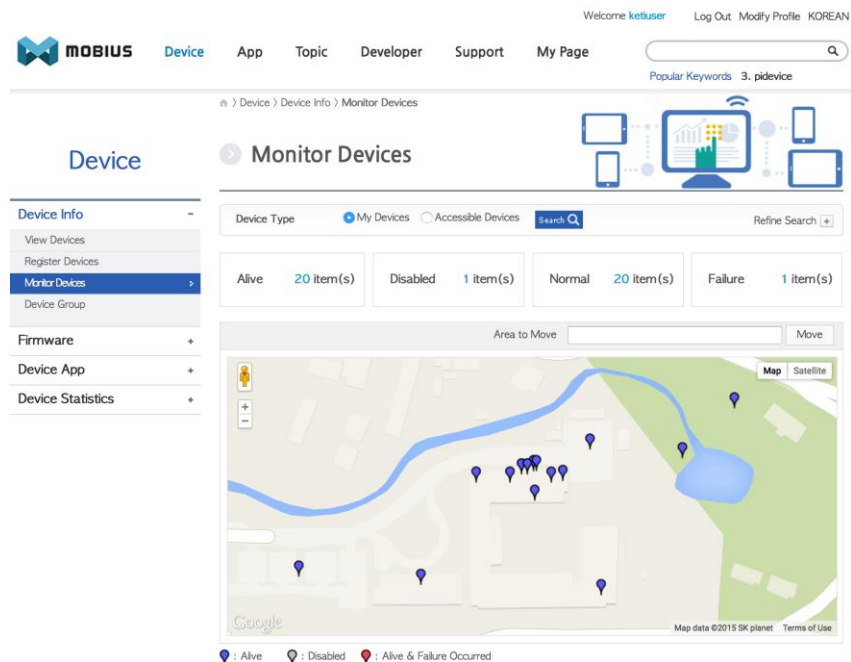 Welcome ketiuser Log Out Modify Profile KOREAN
MOBIUS Device App Topic Developer Support My Page
Popular Keywords 3. pidevice
Device > Device Info > Monitor Devices
Device
Monitor Devices
Device Info -
View Devices
Register Devices
Monitor Devices
Device Group
Firmware +
Device App +
Device Statistics +
Device Type My Devices Accessible Devices Search Refine Search +
Alive 20 item(s) Disabled 1 item(s) Normal 20 item(s) Failure 1 item(s)
Area to Move Move
Map Satellite
+
-
Google
Map data ©2015 SK planet Terms of Use
: Alive : Disabled : Alive & Failure Occurred